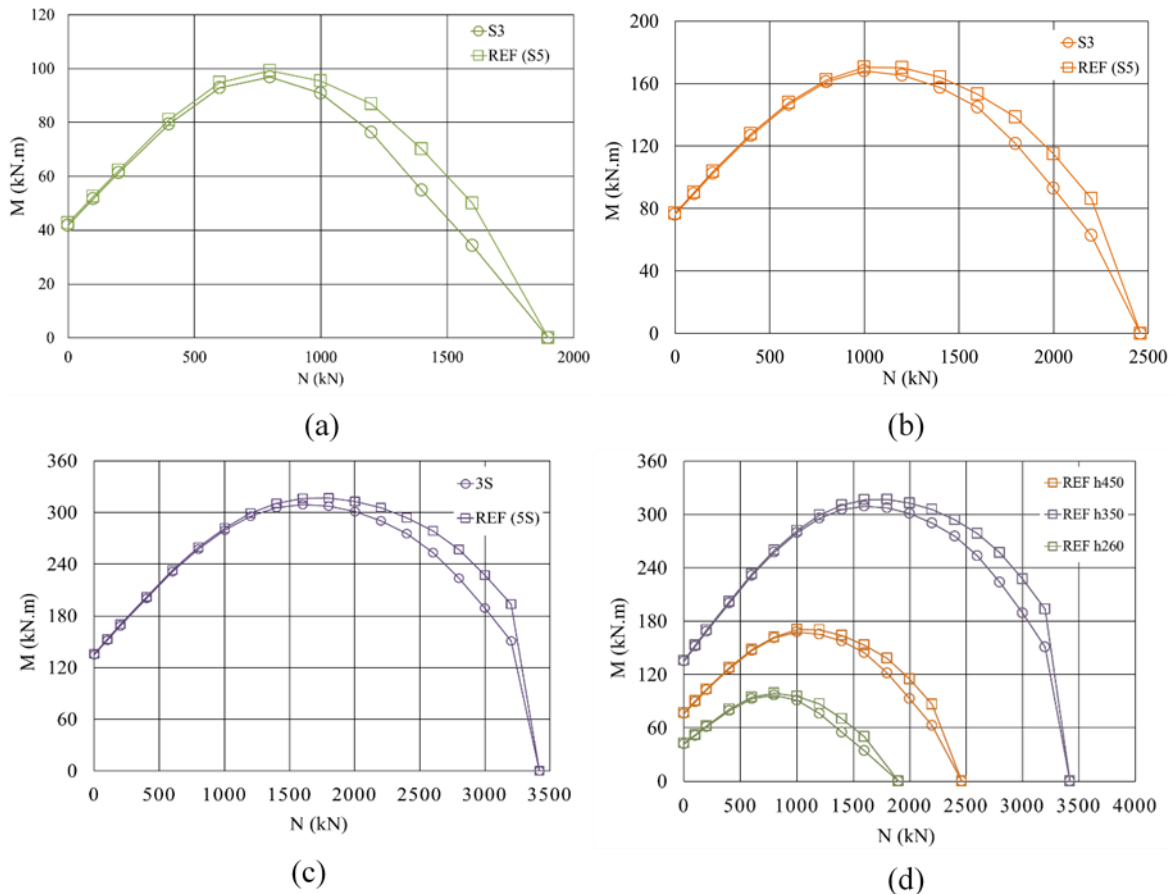 120
100
80
60
40
20
0
M (kN.m)
S3
REF (S5)
0 500 1000 1500 2000
N (kN)
(a)
200
160
120
80
40
0
M (kN.m)
S3
REF (S5)
0 500 1000 1500 2000 2500
N (kN)
(b)
360
300
240
180
120
60
0
M (kN.m)
3S
REF (5S)
0 500 1000 1500 2000 2500 3000 3500
N (kN)
(c)
360
300
240
180
120
60
0
M (kN.m)
REF h450
REF h350
REF h260
0 500 1000 1500 2000 2500 3000 3500 4000
N (kN)
(d)